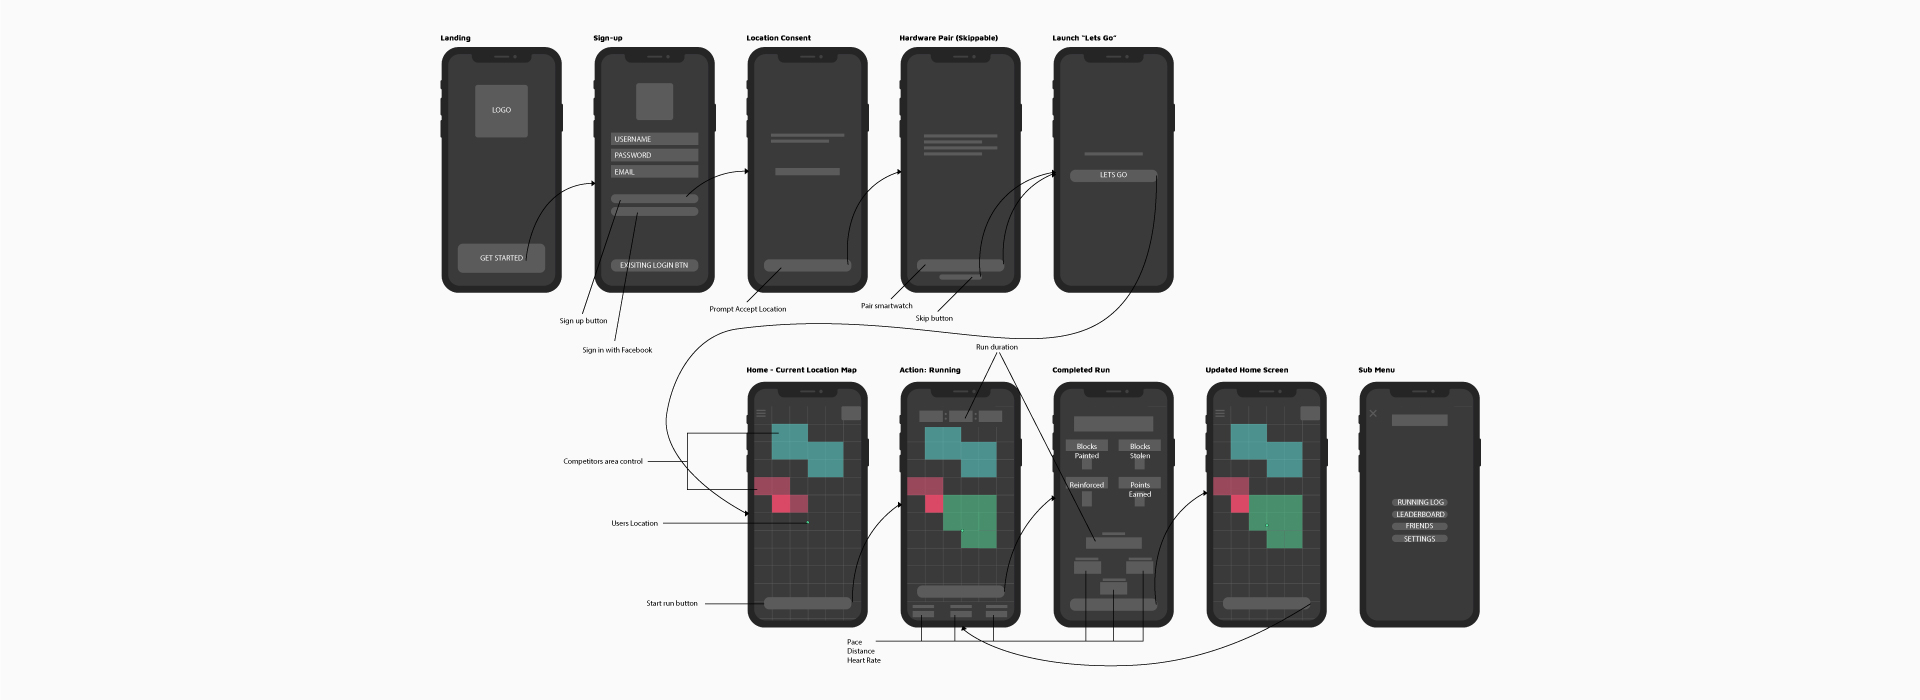 Landing
Sign-up
Location Consent
Hardware Pair (Skippable)
Launch "Lets Go"
LOGO
GET STARTED
USERNAME
PASSWORD
EMAIL
EXISITING LOGIN BTN
LETS GO
Sign up button
Sign in with Facebook
Prompt Accept Location
Pair smartwatch
Skip button
Run duration
Home - Current Location Map
Action: Running
Completed Run
Updated Home Screen
Sub Menu
Competitors area control
Users Location
Start run button
Blocks
Painted
Blocks
Stolen
Reinforced
Points
Earned
RUNNING LOG
LEADERBOARD
FRIENDS
SETTINGS
Pace
Distance
Heart Rate